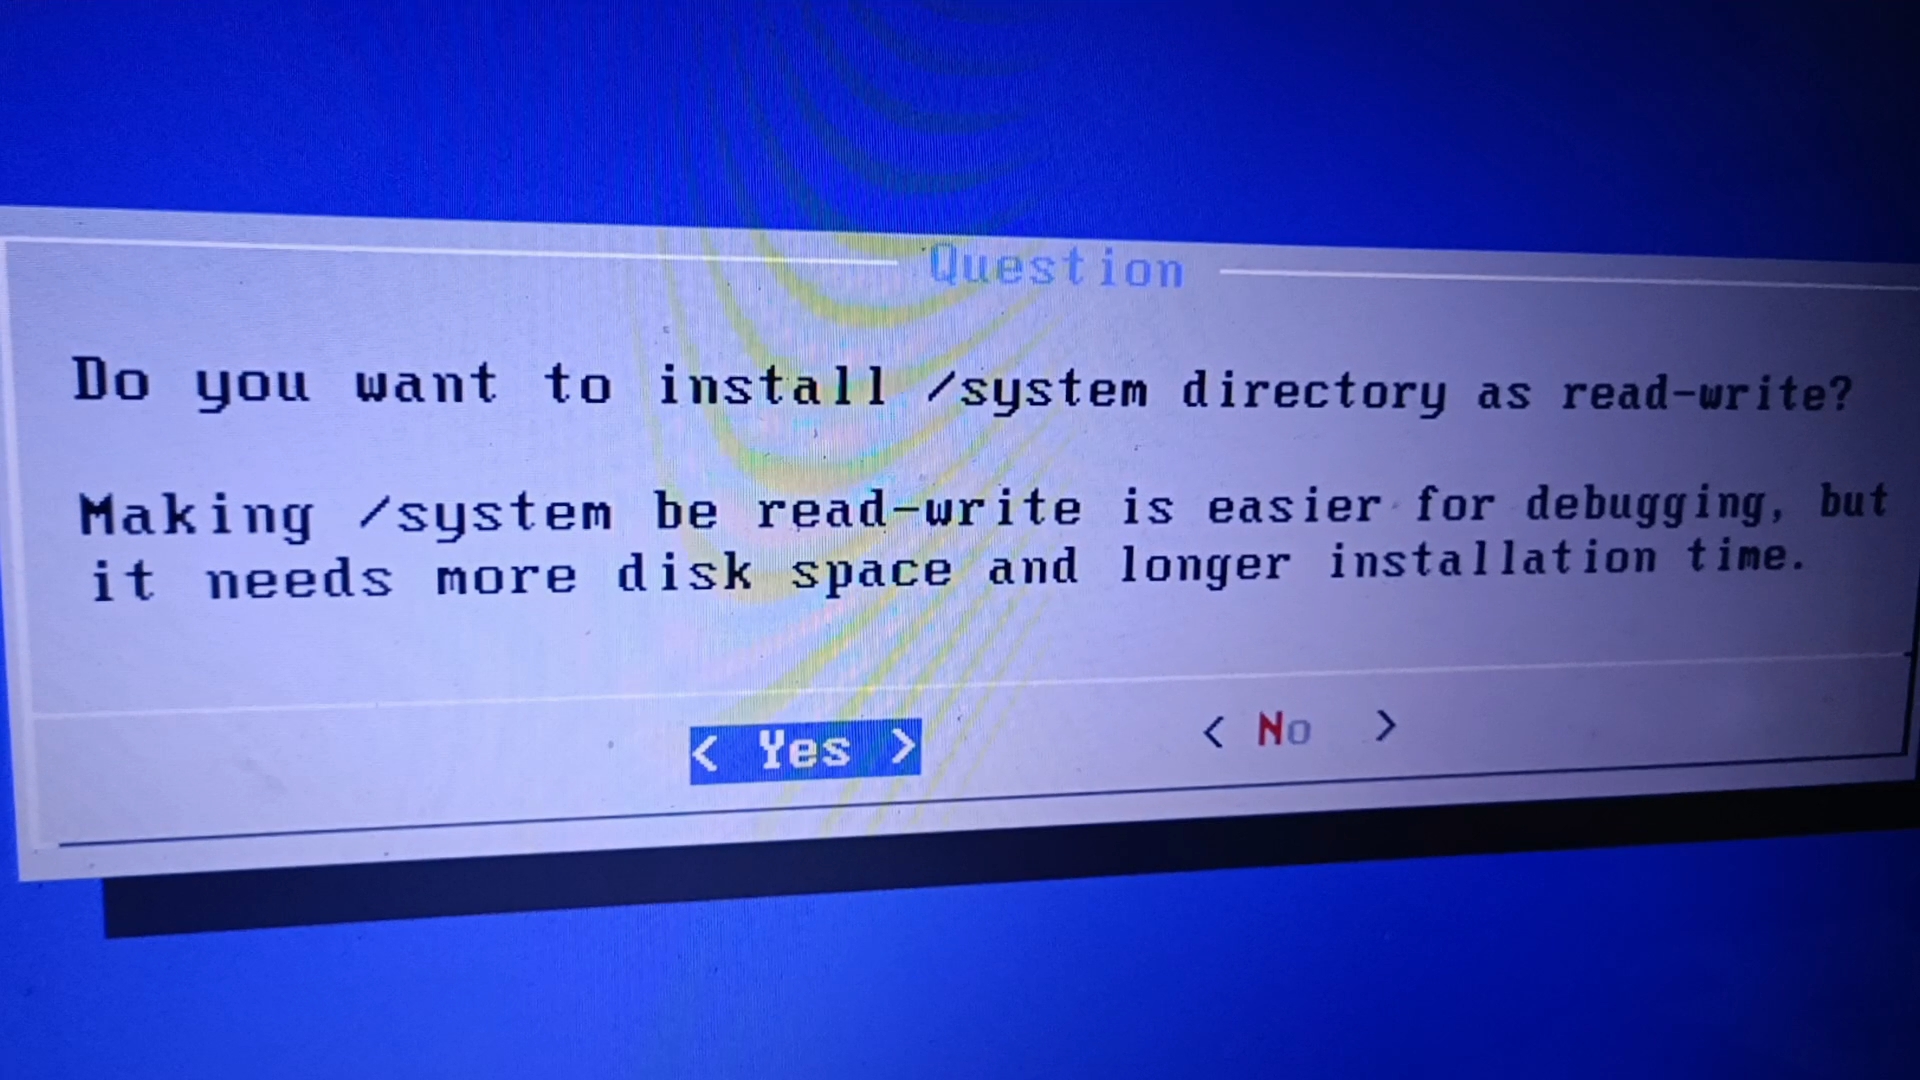 Question
Do you want to install /system directory as read-write?
Making /system be read-write is easier for debugging, but
it needs more disk space and longer installation time.
< Yes > < No >